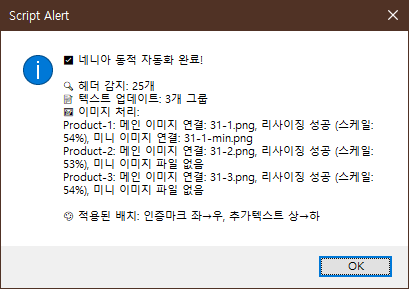 Script Alert
네니아 동적 자동화 완료!
헤더 감지: 25개
텍스트 업데이트: 3개 그룹
이미지 처리:
Product-1: 메인 이미지 연결: 31-1.png, 리사이징 성공 (스케일:
54%), 미니 이미지 연결: 31-1-min.png
Product-2: 메인 이미지 연결: 31-2.png, 리사이징 성공 (스케일:
53%), 미니 이미지 파일 없음
Product-3: 메인 이미지 연결: 31-3.png, 리사이징 성공 (스케일:
54%), 미니 이미지 파일 없음
적용된 배치: 인증마크 좌→우, 추가텍스트 상→하
OK